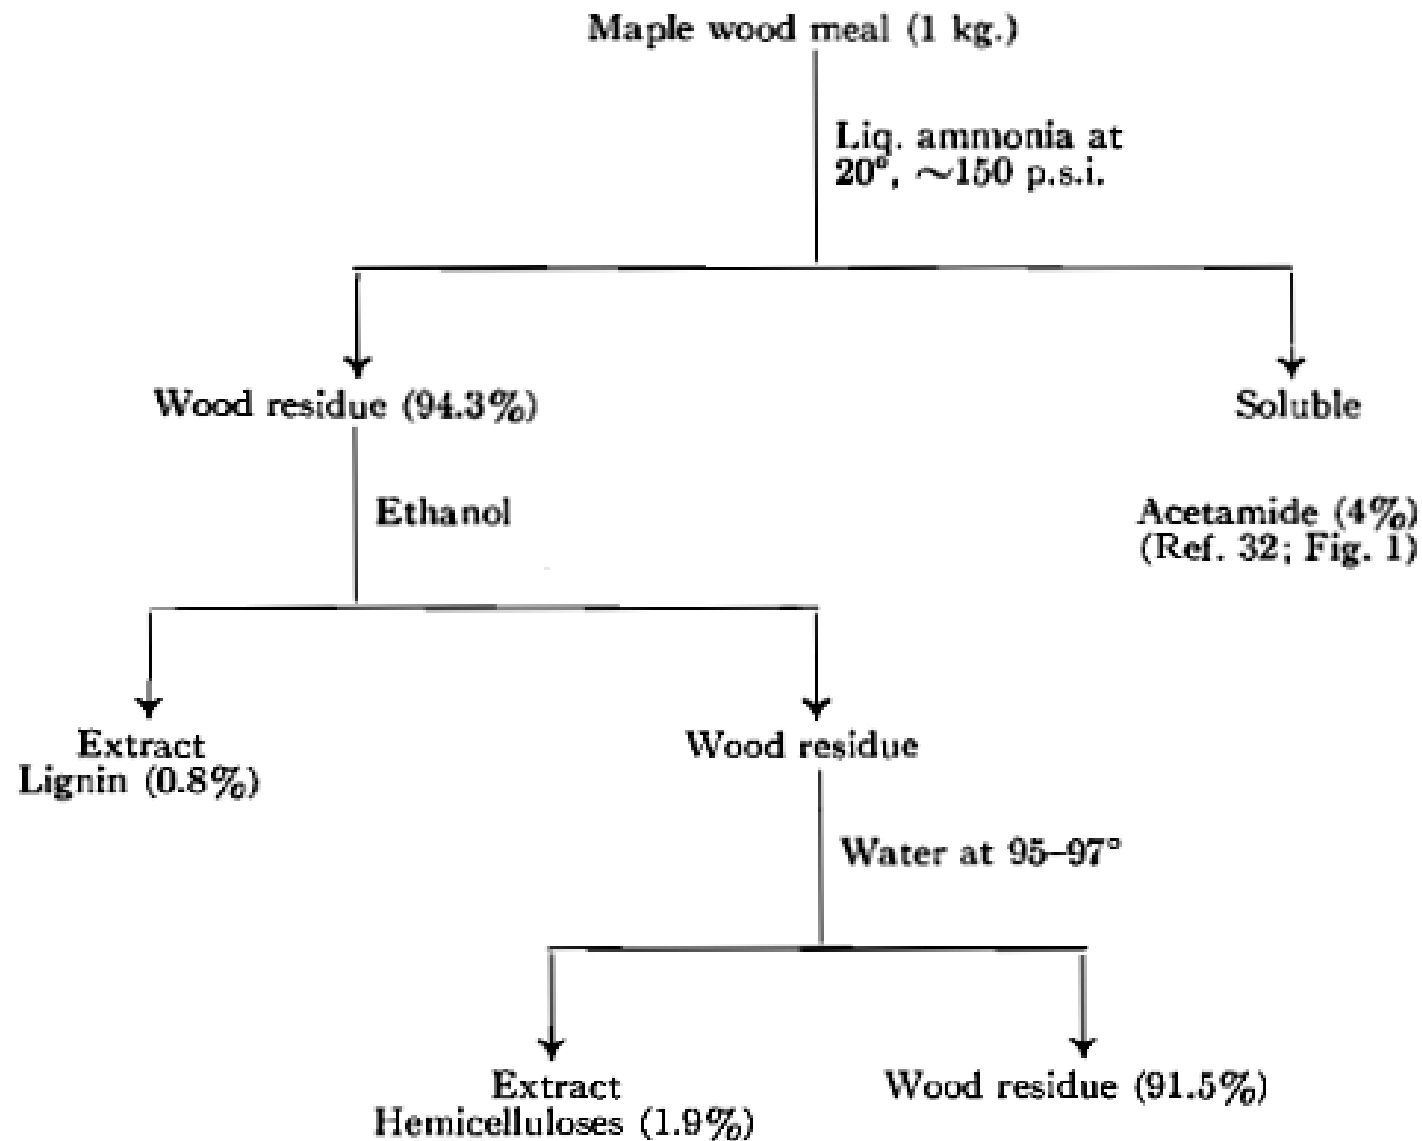 Maple wood meal (1 kg.)
Liq. ammonia at
20°, ~150 p.s.i.
Wood residue (94.3%)
Soluble
Ethanol
Acetamide (4%)
(Ref. 32; Fig. 1)
Extract
Lignin (0.8%)
Wood residue
Water at 95–97°
Extract
Hemicelluloses (1.9%)
Wood residue (91.5%)